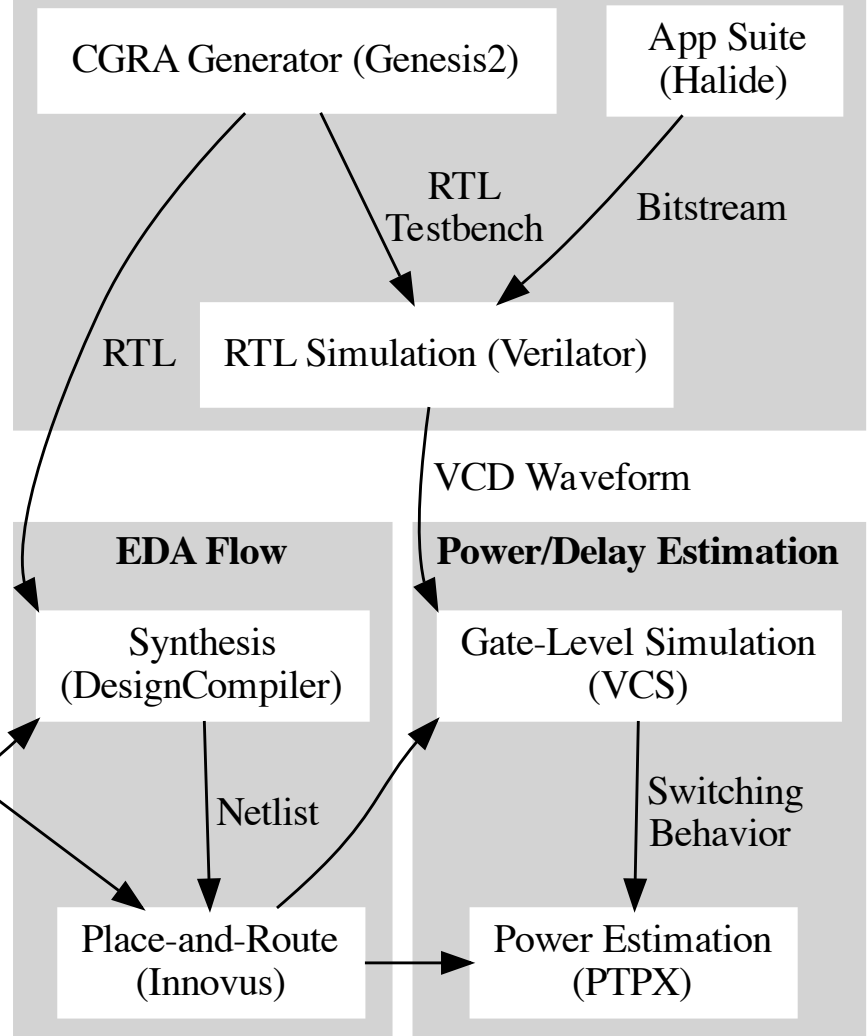 CGRA Generator (Genesis2)
App Suite
(Halide)
RTL
Testbench
Bitstream
RTL
RTL Simulation (Verilator)
VCD Waveform
EDA Flow
Power/Delay Estimation
Synthesis
(DesignCompiler)
Gate-Level Simulation
(VCS)
Netlist
Switching
Behavior
Place-and-Route
(Innovus)
Power Estimation
(PTPX)